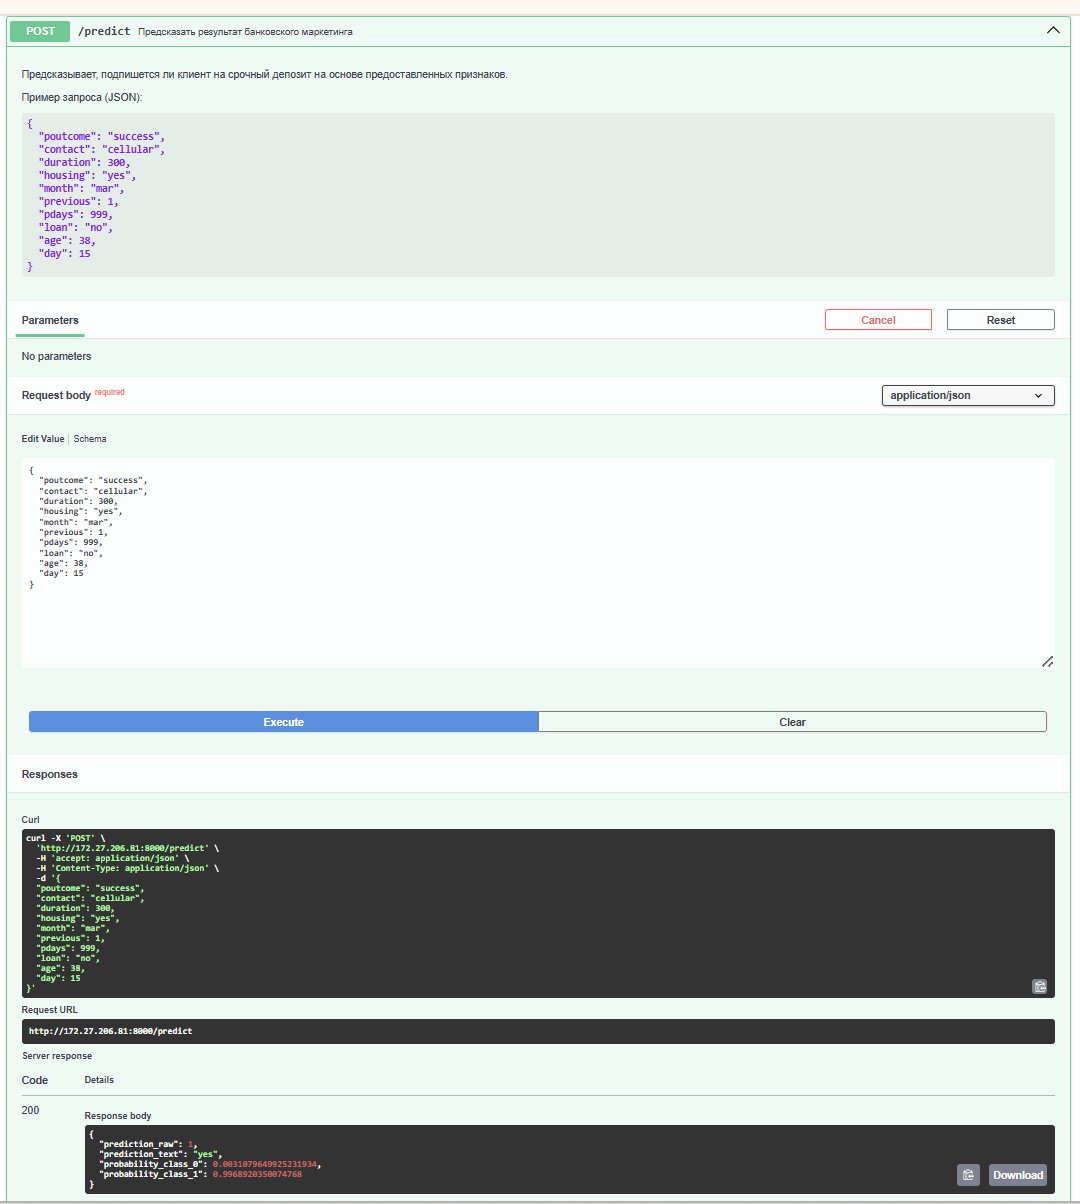 POST /predict Предсказать результат банковского маркетинга
Предсказывает, подпишется ли клиент на срочный депозит на основе предоставленных признаков.
Пример запроса (JSON):
{
  "poutcome": "success",
  "contact": "cellular",
  "duration": 300,
  "housing": "yes",
  "month": "mar",
  "previous": 1,
  "pdays": 999,
  "loan": "no",
  "age": 38,
  "day": 15
}
Parameters
Cancel
Reset
No parameters
Request body required
application/json
Edit Value | Schema
{
  "poutcome": "success",
  "contact": "cellular",
  "duration": 300,
  "housing": "yes",
  "month": "mar",
  "previous": 1,
  "pdays": 999,
  "loan": "no",
  "age": 38,
  "day": 15
}
Execute
Clear
Responses
Curl
curl -X 'POST' \
  'http://172.27.206.81:8000/predict' \
  -H 'accept: application/json' \
  -H 'Content-Type: application/json' \
  -d '{
  "poutcome": "success",
  "contact": "cellular",
  "duration": 300,
  "housing": "yes",
  "month": "mar",
  "previous": 1,
  "pdays": 999,
  "loan": "no",
  "age": 38,
  "day": 15
}'
Request URL
http://172.27.206.81:8000/predict
Server response
Code Details
200
Response body
{
  "prediction_raw": 1,
  "prediction_text": "yes",
  "probability_class_0": 0.0031079649925231934,
  "probability_class_1": 0.9968920350074768
}
Download